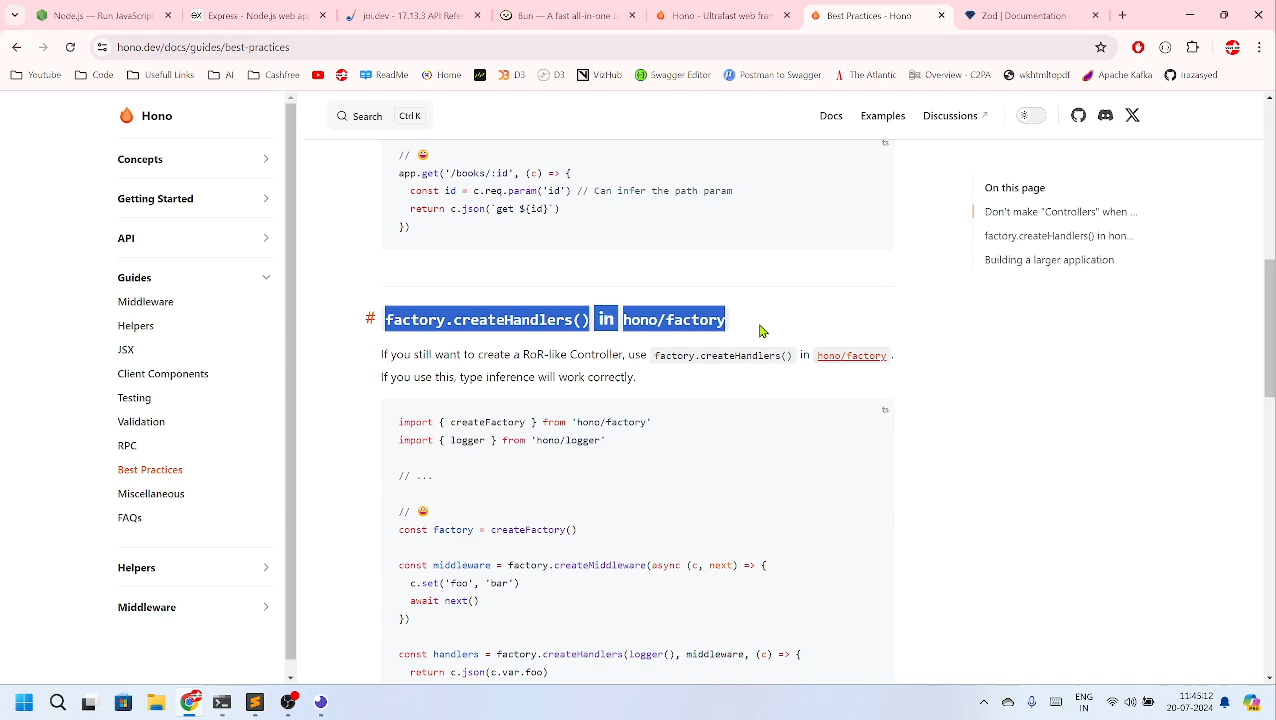 Node.js — Run JavaScript
Express - Node.js web app
joi.dev - 17.13.3 API Refer
Bun — A fast all-in-one Ja
Hono - Ultrafast web fram
Best Practices - Hono
Zod | Documentation
hono.dev/docs/guides/best-practices
Youtube
Code
Useful Links
AI
Cashfree
ReadMe
Home
D3
D3
VizHub
Swagger Editor
Postman to Swagger
The Atlantic
Overview - C2PA
whktmltopdf
Apache Kafka
irazasyed
Hono
Search
Ctrl K
Docs
Examples
Discussions
Concepts
Getting Started
API
Guides
Middleware
Helpers
JSX
Client Components
Testing
Validation
RPC
Best Practices
Miscellaneous
FAQs
Helpers
Middleware
ts
// 😃
app.get('/books/:id', (c) => {
const id = c.req.param('id') // Can infer the path param
return c.json(`get ${id}`)
})
# factory.createHandlers() in hono/factory
If you still want to create a RoR-like Controller, use factory.createHandlers() in hono/factory.
If you use this, type inference will work correctly.
ts
import { createFactory } from 'hono/factory'
import { logger } from 'hono/logger'
// ...
// 😃
const factory = createFactory()
const middleware = factory.createMiddleware(async (c, next) => {
c.set('foo', 'bar')
await next()
})
const handlers = factory.createHandlers(logger(), middleware, (c) => {
return c.json(c.var.foo)
On this page
Don't make "Controllers" when ...
factory.createHandlers() in hon...
Building a larger application
ENG
IN
11:45:12
20-07-2024